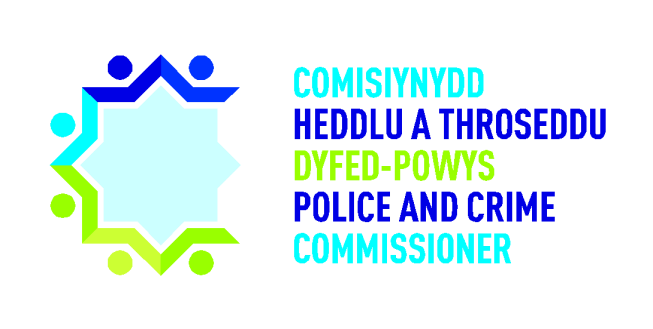 COMISIYNYDD
HEDDLU A THROSEDDU
DYFED-POWYS
POLICE AND CRIME
COMMISSIONER